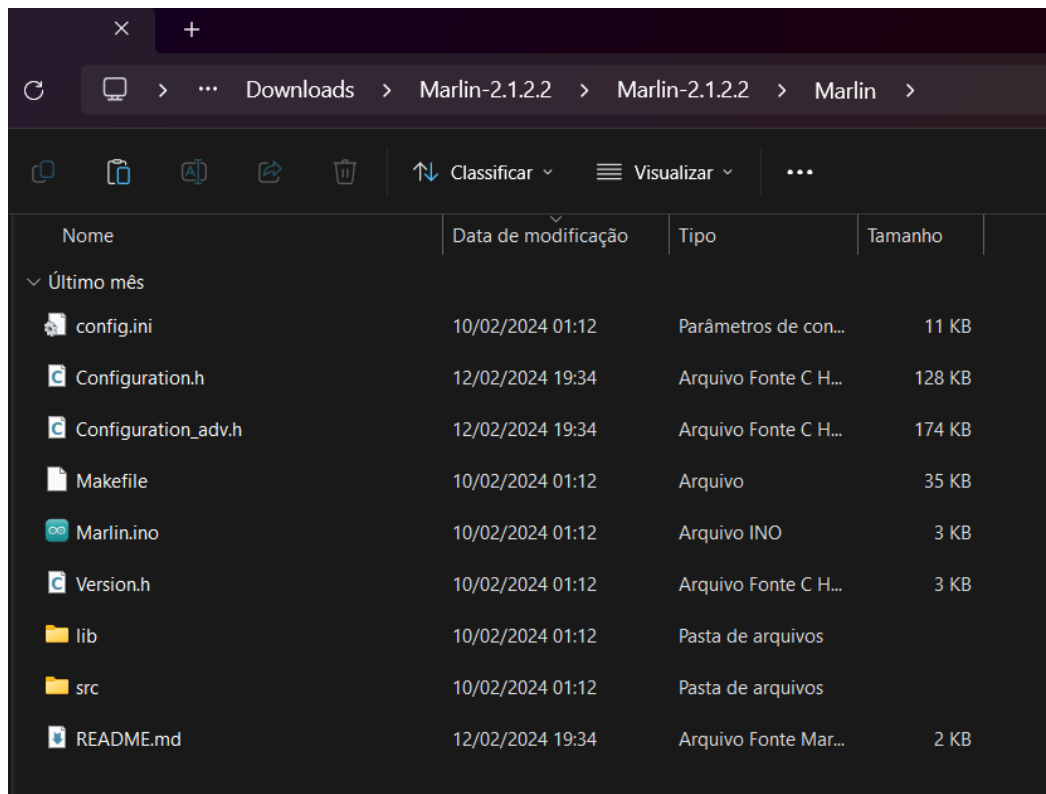 Downloads > Marlin-2.1.2.2 > Marlin-2.1.2.2 > Marlin >
Classificar Visualizar
Nome Data de modificação Tipo Tamanho
Último mês
config.ini 10/02/2024 01:12 Parâmetros de con... 11 KB
Configuration.h 12/02/2024 19:34 Arquivo Fonte C H... 128 KB
Configuration_adv.h 12/02/2024 19:34 Arquivo Fonte C H... 174 KB
Makefile 10/02/2024 01:12 Arquivo 35 KB
Marlin.ino 10/02/2024 01:12 Arquivo INO 3 KB
Version.h 10/02/2024 01:12 Arquivo Fonte C H... 3 KB
lib 10/02/2024 01:12 Pasta de arquivos
src 10/02/2024 01:12 Pasta de arquivos
README.md 12/02/2024 19:34 Arquivo Fonte Mar... 2 KB